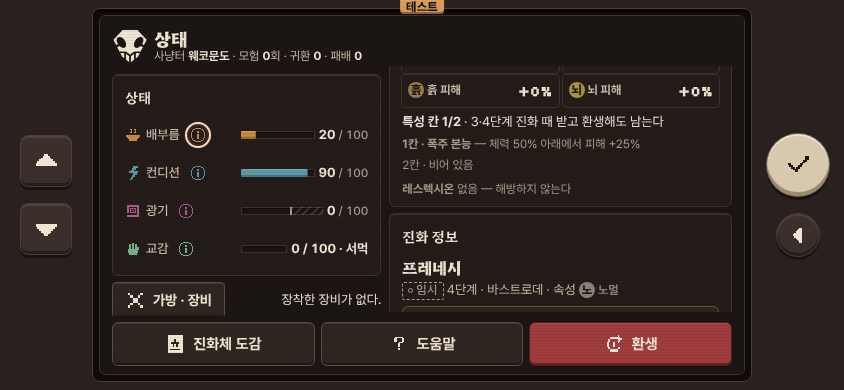 테스트
상태
사냥터 웨코문도 · 모험 0회 · 귀환 0 · 패배 0
상태
배부름 20 / 100
컨디션 90 / 100
광기 0 / 100
교감 0 / 100 · 서먹
가방 · 장비
장착한 장비가 없다.
흙 흙 피해 +0%
뇌 뇌 피해 +0%
특성 칸 1/2 · 3·4단계 진화 때 받고 환생해도 남는다
1칸 · 폭주 본능 — 체력 50% 아래에서 피해 +25%
2칸 · 비어 있음
레스렉시온 없음 — 해방하지 않는다
진화 정보
프레네시
임시 4단계 · 바스트로데 · 속성 노 노멀
진화체 도감
? 도움말
환생